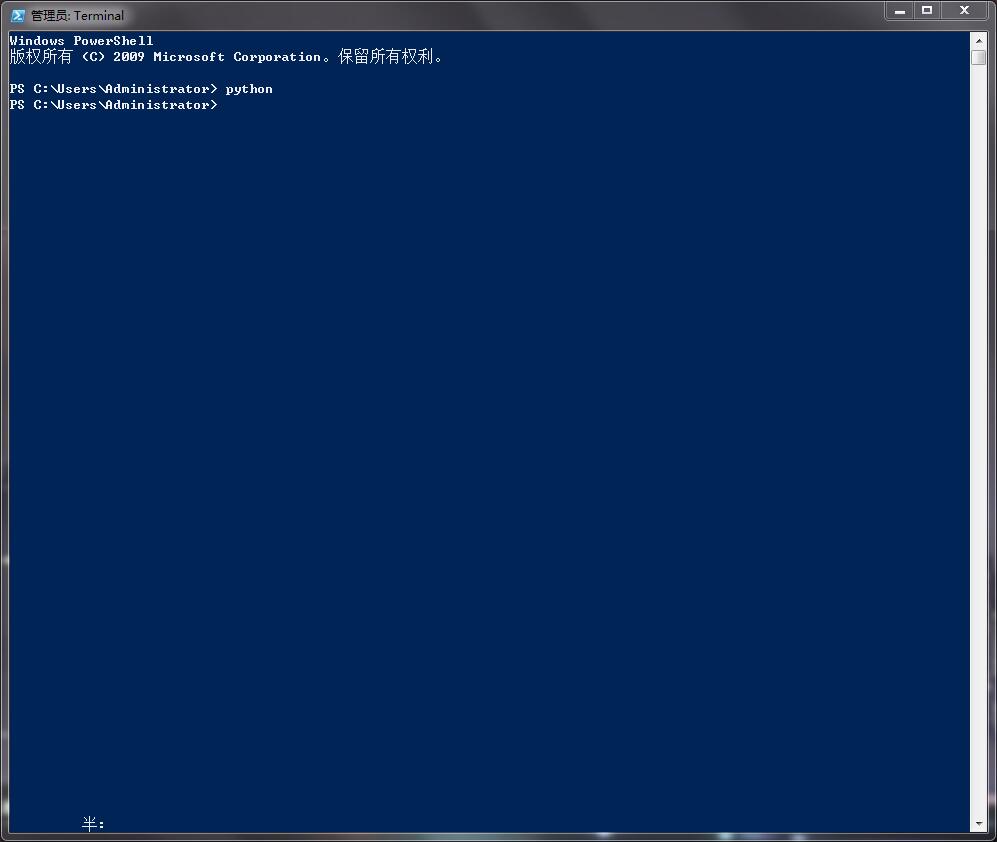 管理员: Terminal
Windows PowerShell
版权所有 (C) 2009 Microsoft Corporation。保留所有权利。
PS C:\Users\Administrator> python
PS C:\Users\Administrator>
半: